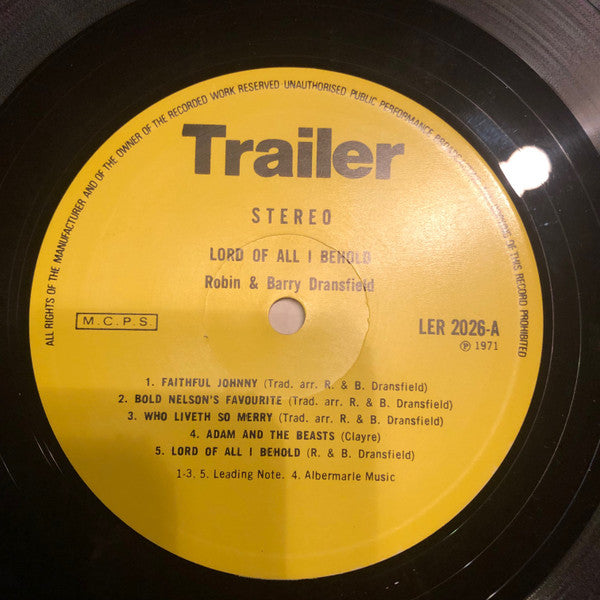 ALL RIGHTS OF THE MANUFACTURER AND OF THE OWNER OF THE RECORDED WORK RESERVED · UNAUTHORISED PUBLIC PERFORMANCE OF THIS RECORD PROHIBITED
Trailer
STEREO
LORD OF ALL I BEHOLD
Robin & Barry Dransfield
M.C.P.S.
LER 2026-A
℗ 1971
1. FAITHFUL JOHNNY (Trad. arr. R. & B. Dransfield)
2. BOLD NELSON'S FAVOURITE (Trad. arr. R. & B. Dransfield)
3. WHO LIVETH SO MERRY (Trad. arr. R. & B. Dransfield)
4. ADAM AND THE BEASTS (Clayre)
5. LORD OF ALL I BEHOLD (R. & B. Dransfield)
1-3, 5. Leading Note. 4. Albermarle Music